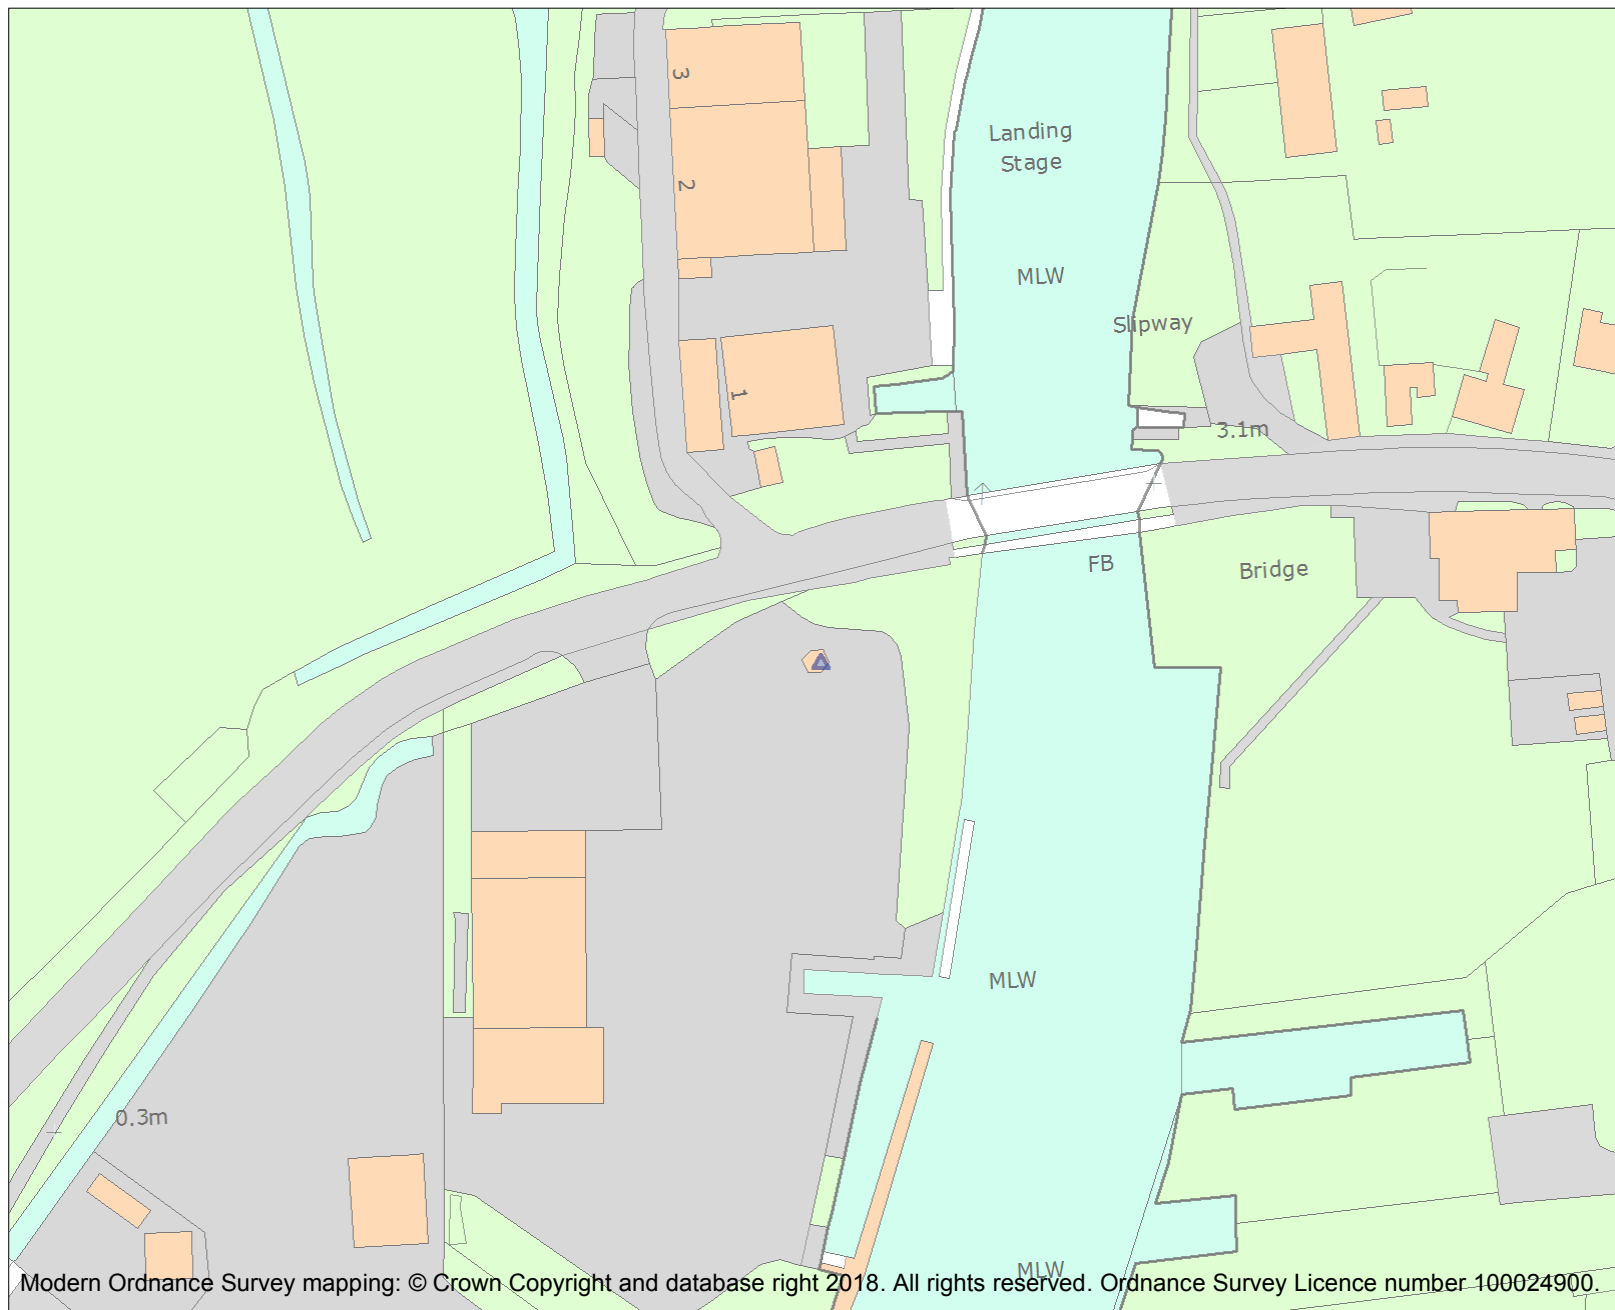 3
Landing
Stage
2
MLW
Slipway
1
3.1m
FB
Bridge
MLW
0.3m
MLW
Modern Ordnance Survey mapping: © Crown Copyright and database right 2018. All rights reserved. Ordnance Survey Licence number 100024900.